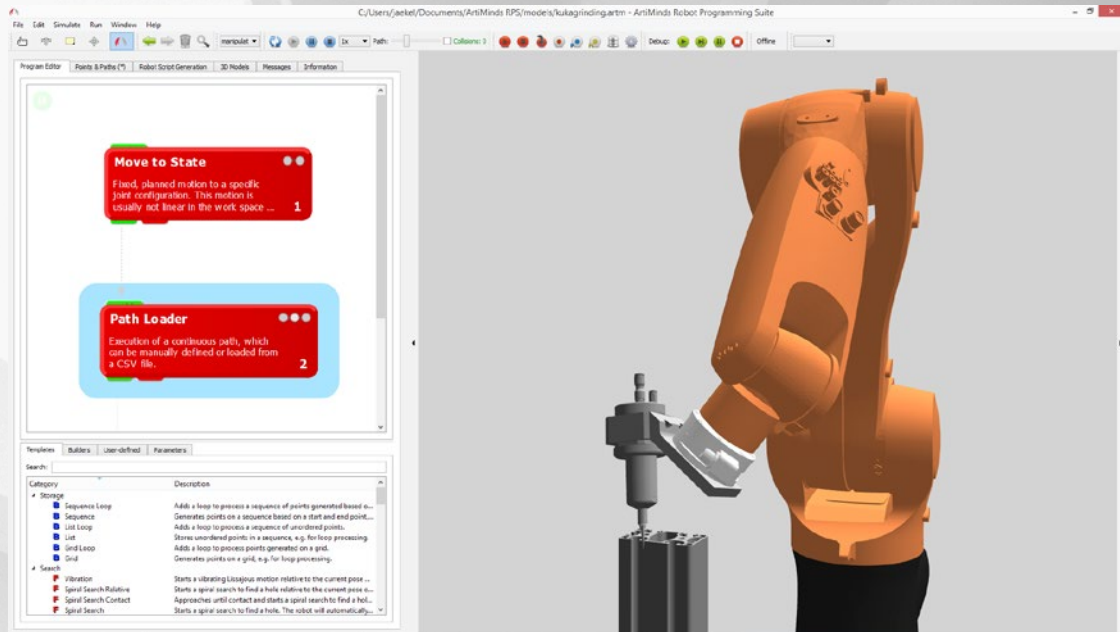 C:/Users/jaekel/Documents/ArtiMinds RPS/models/kukagrinding.artm - ArtiMinds Robot Programming Suite
File Edit Simulate Run Window Help
manipulat 1x Path: Collisions: Debug: Offline
Program Editor Points & Paths (*) Robot Script Generation 3D Models Messages Information
Move to State
Fixed, planned motion to a specific
joint configuration. This motion is
usually not linear in the work space ...
1
Path Loader
Execution of a continuous path, which
can be manually defined or loaded from
a CSV file.
2
Templates Builders User-defined Parameters
Search:
Category Description
Storage
Sequence Loop Adds a loop to process a sequence of points generated based o...
Sequence Generates points on a sequence based on a start and end point,...
List Loop Adds a loop to process a sequence of unordered points.
List Stores unordered points in a sequence, e.g. for loop processing.
Grid Loop Adds a loop to process points generated on a grid.
Grid Generates points on a grid, e.g. for loop processing.
Search
Vibration Starts a vibrating Lissajous motion relative to the current pose ...
Spiral Search Relative Starts a spiral search to find a hole relative to the current pose o...
Spiral Search Contact Approaches until contact and starts a spiral search to find a hol...
Spiral Search Starts a spiral search to find a hole. The robot will automatically...